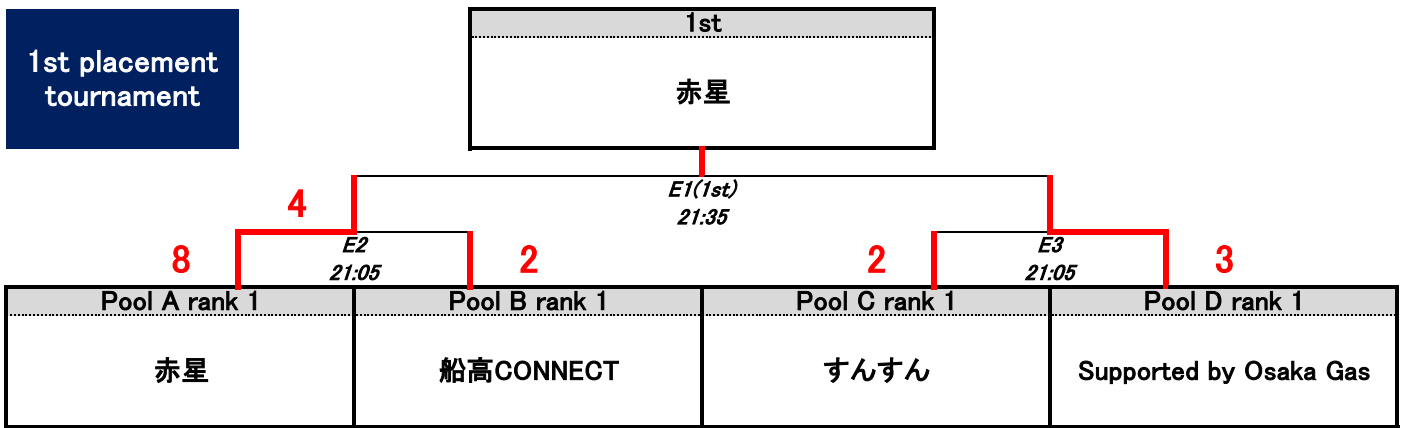 1st placement
tournament
1st
赤星
E1(1st)
21:35
4
E2
21:05
E3
21:05
8
2
2
3
Pool A rank 1
Pool B rank 1
Pool C rank 1
Pool D rank 1
赤星
船高CONNECT
すんすん
Supported by Osaka Gas